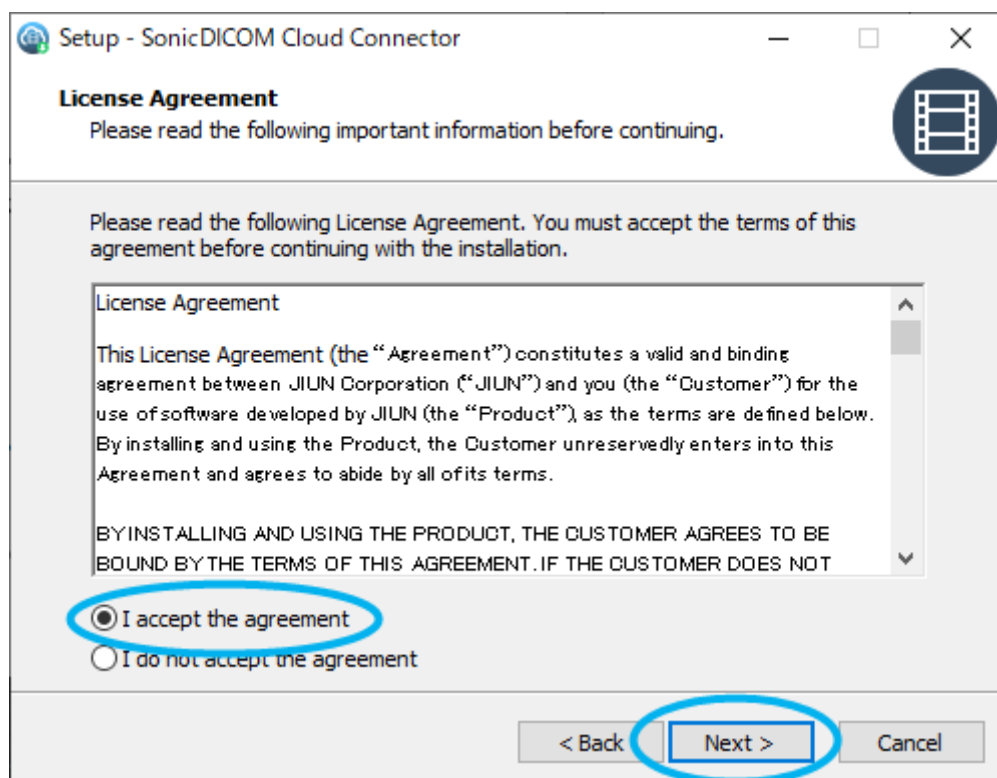 Setup - SonicDICOM Cloud Connector
License Agreement
Please read the following important information before continuing.
Please read the following License Agreement. You must accept the terms of this
agreement before continuing with the installation.
License Agreement
This License Agreement (the “Agreement”) constitutes a valid and binding
agreement between JIUN Corporation (“JIUN”) and you (the “Customer”) for the
use of software developed by JIUN (the “Product”), as the terms are defined below.
By installing and using the Product, the Customer unreservedly enters into this
Agreement and agrees to abide by all of its terms.
BY INSTALLING AND USING THE PRODUCT, THE CUSTOMER AGREES TO BE
BOUND BY THE TERMS OF THIS AGREEMENT. IF THE CUSTOMER DOES NOT
I accept the agreement
I do not accept the agreement
< Back
Next >
Cancel